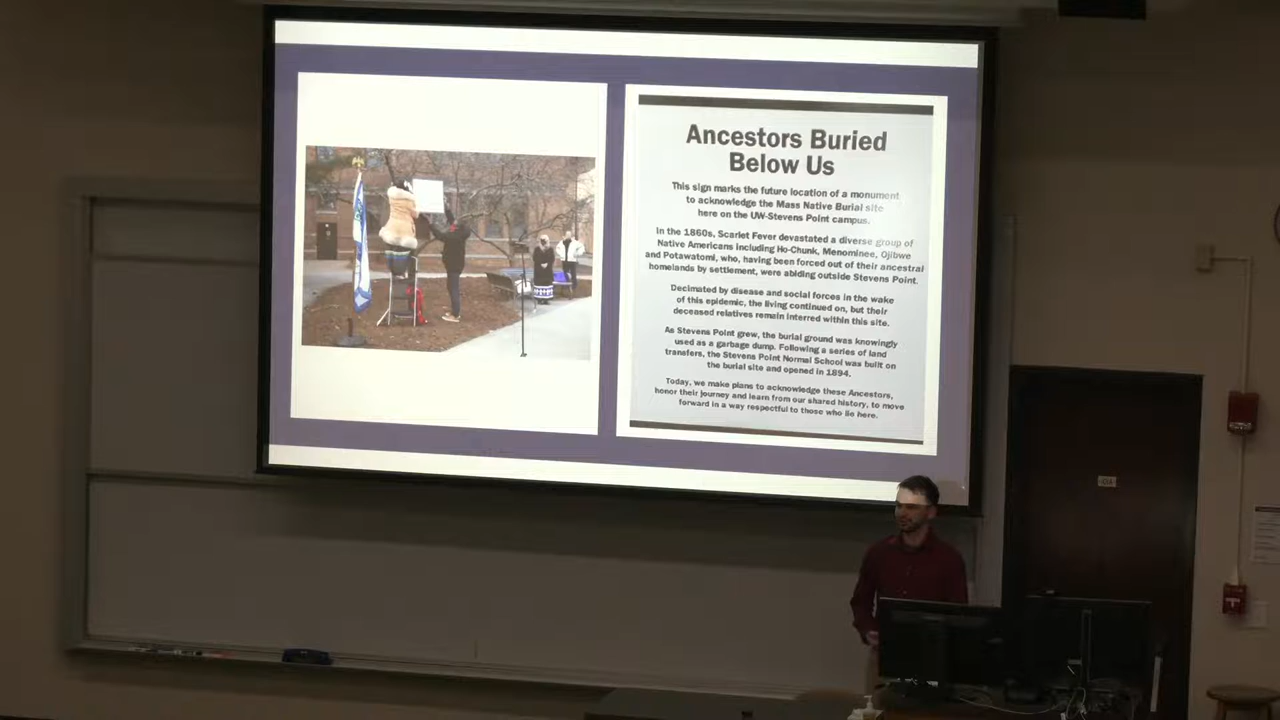 Ancestors Buried
Below Us
This sign marks the future location of a monument
to acknowledge the Mass Native Burial site
here on the UW-Stevens Point campus.
In the 1860s, Scarlet Fever devastated a diverse group of
Native Americans including Ho-Chunk, Menominee, Ojibwe
and Potawatomi, who, having been forced out of their ancestral
homelands by settlement, were abiding outside Stevens Point.
Decimated by disease and social forces in the wake
of this epidemic, the living continued on, but their
deceased relatives remain interred within this site.
As Stevens Point grew, the burial ground was knowingly
used as a garbage dump. Following a series of land
transfers, the Stevens Point Normal School was built on
the burial site and opened in 1894.
Today, we make plans to acknowledge these Ancestors,
honor their journey and learn from our shared history, to move
forward in a way respectful to those who lie here.